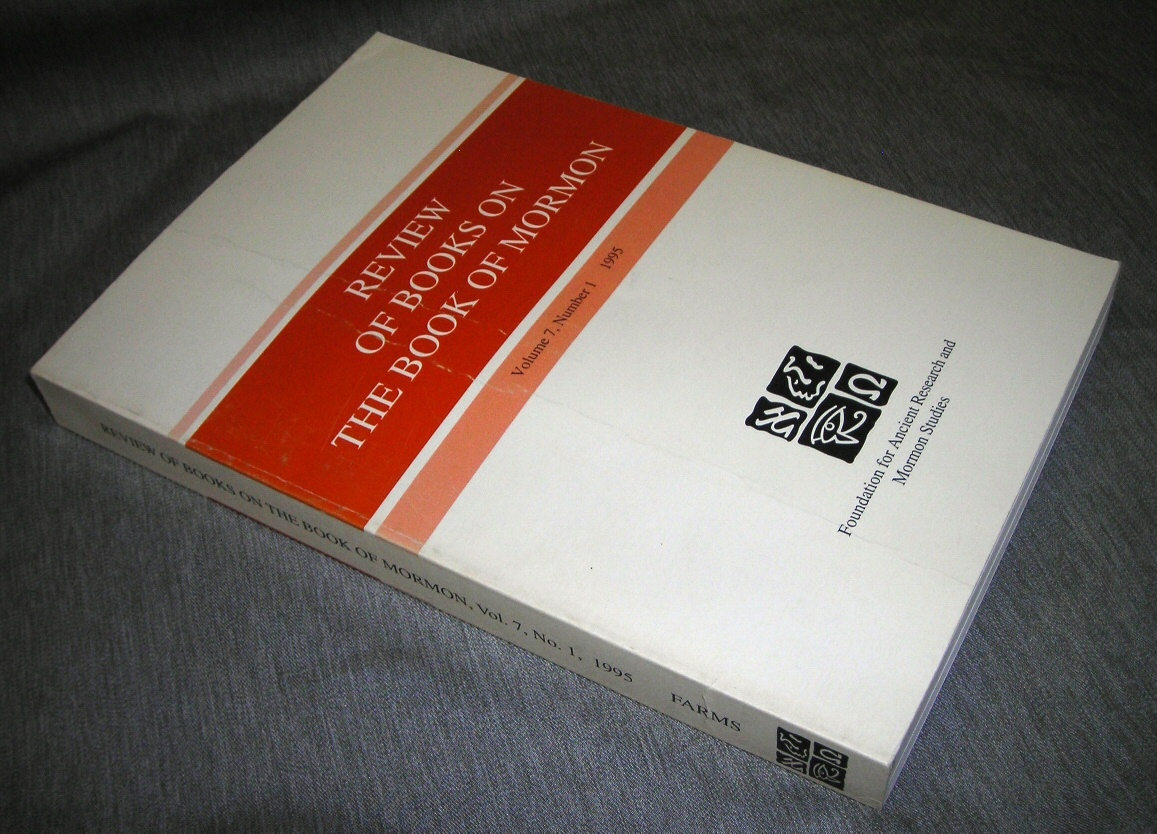 REVIEW
OF BOOKS ON
THE BOOK OF MORMON
Volume 7, Number 1 1995
Foundation for Ancient Research and
Mormon Studies
REVIEW OF BOOKS ON THE BOOK OF MORMON, Vol. 7, No. 1, 1995 FARMS